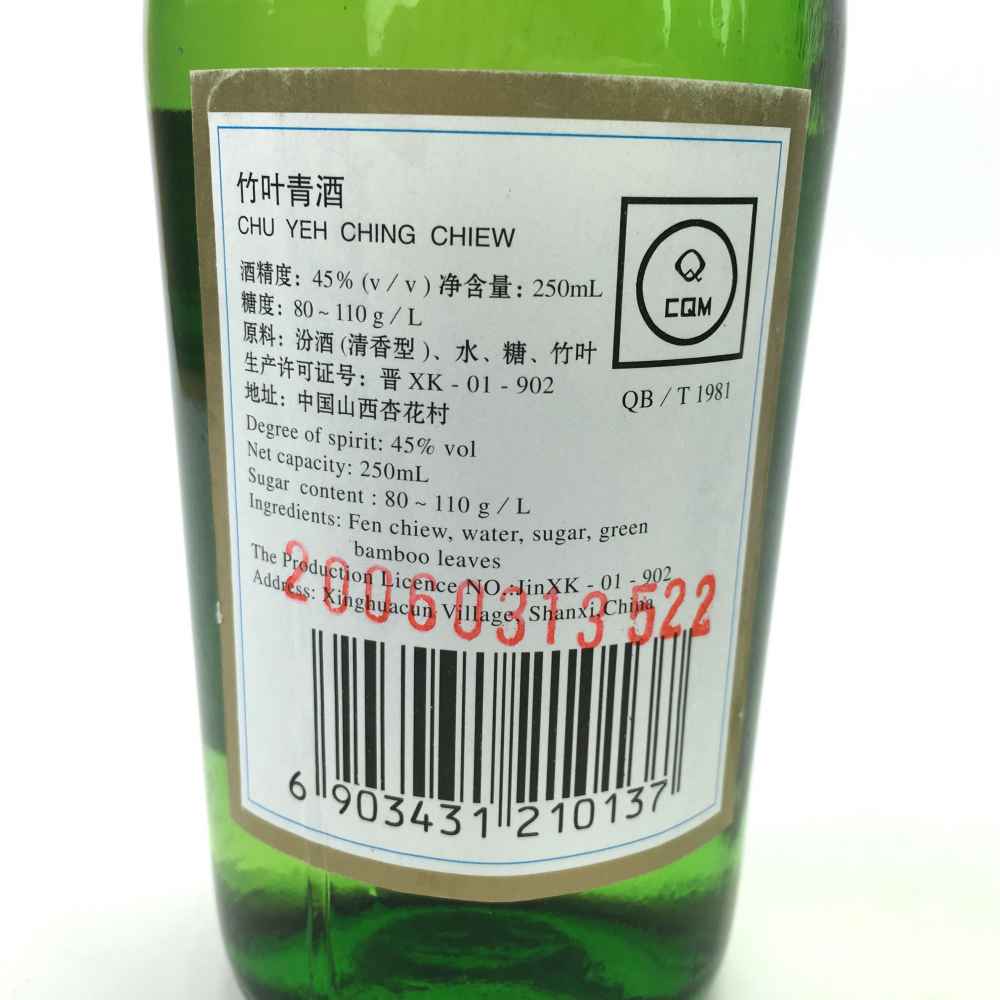 竹叶青酒
CHU YEH CHING CHIEW
酒精度：45% (v / v) 净含量：250mL
糖度：80 ~ 110 g / L
原料：汾酒 (清香型)、水、糖、竹叶
生产许可证号：晋 XK - 01 - 902
地址：中国山西杏花村
Q
CQM
QB / T 1981
Degree of spirit: 45% vol
Net capacity: 250mL
Sugar content : 80 ~ 110 g / L
Ingredients: Fen chiew, water, sugar, green
bamboo leaves
The Production Licence NO.:JinXK - 01 - 902
Address: Xinghuacun Village, Shanxi,China
20060313 522
6 903431 210137